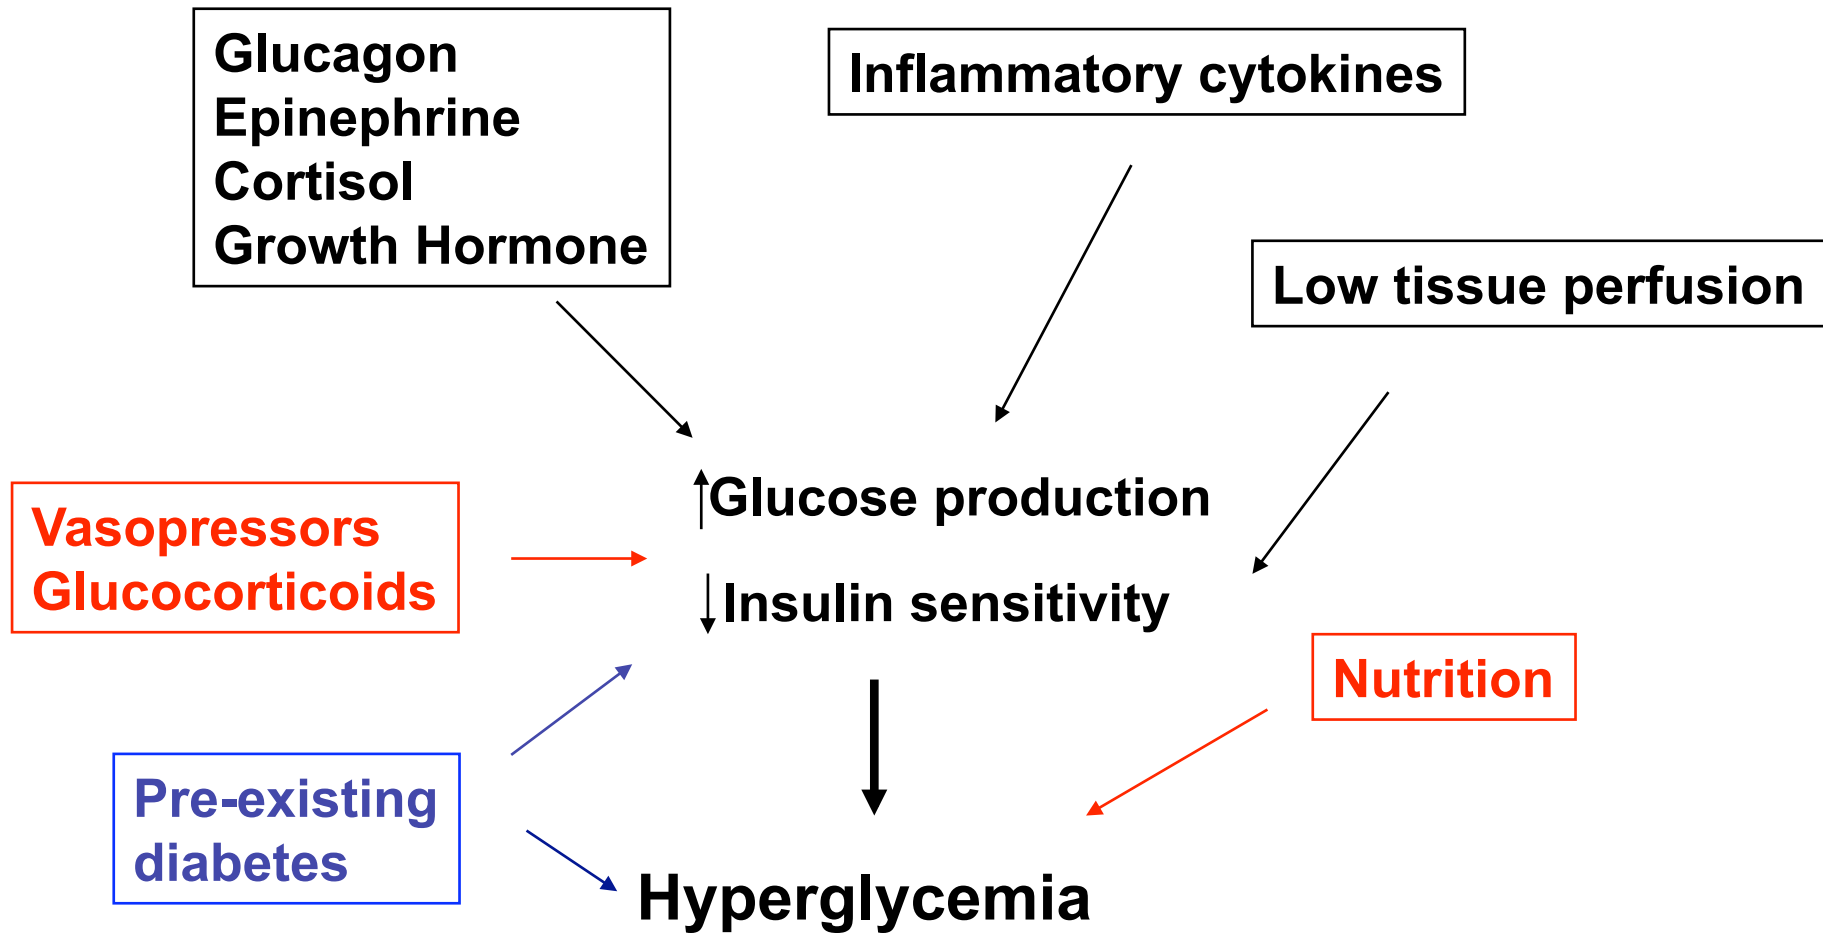 Glucagon
Epinephrine
Cortisol
Growth Hormone
Inflammatory cytokines
Low tissue perfusion
Vasopressors
Glucocorticoids
↑Glucose production
↓Insulin sensitivity
Nutrition
Pre-existing
diabetes
Hyperglycemia